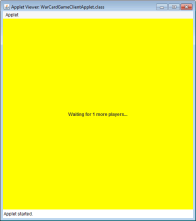 Applet Viewer: WarCardGameClientApplet.class
Applet
Waiting for 1 more players...
Applet started.